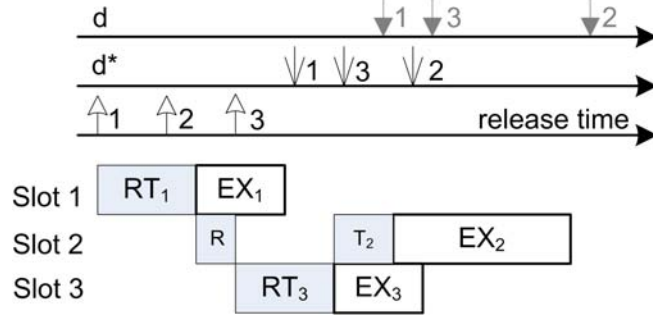 d
1 3 2
d*
1 3 2
1 2 3 release time
Slot 1 RT₁ EX₁
Slot 2 R T₂ EX₂
Slot 3 RT₃ EX₃